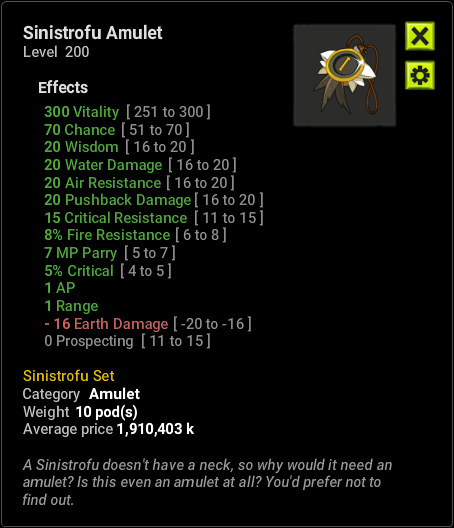 Sinistrofu Amulet
Level 200
Effects
300 Vitality [ 251 to 300 ]
70 Chance [ 51 to 70 ]
20 Wisdom [ 16 to 20 ]
20 Water Damage [ 16 to 20 ]
20 Air Resistance [ 16 to 20 ]
20 Pushback Damage [ 16 to 20 ]
15 Critical Resistance [ 11 to 15 ]
8% Fire Resistance [ 6 to 8 ]
7 MP Parry [ 5 to 7 ]
5% Critical [ 4 to 5 ]
1 AP
1 Range
- 16 Earth Damage [ -20 to -16 ]
0 Prospecting [ 11 to 15 ]
Sinistrofu Set
Category Amulet
Weight 10 pod(s)
Average price 1,910,403 k
A Sinistrofu doesn't have a neck, so why would it need an
amulet? Is this even an amulet at all? You'd prefer not to
find out.